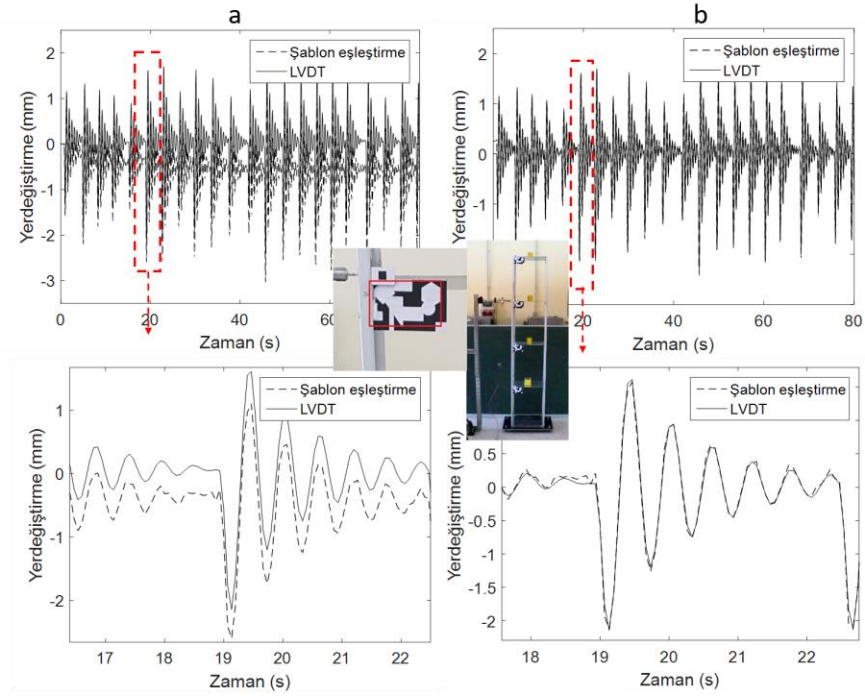 a
b
2
1
0
-1
-2
-3
Yerdeğiştirme (mm)
Şablon eşleştirme
LVDT
0
20
40
60
Zaman (s)
2
1
0
-1
Yerdeğiştirme (mm)
Şablon eşleştirme
LVDT
0
20
60
80
Zaman (s)
1
0
-1
-2
Yerdeğiştirme (mm)
Şablon eşleştirme
LVDT
17
18
19
20
21
22
Zaman (s)
1.5
1
0.5
0
-0.5
-1
-1.5
-2
Yerdeğiştirme (mm)
Şablon eşleştirme
LVDT
18
19
20
21
22
Zaman (s)